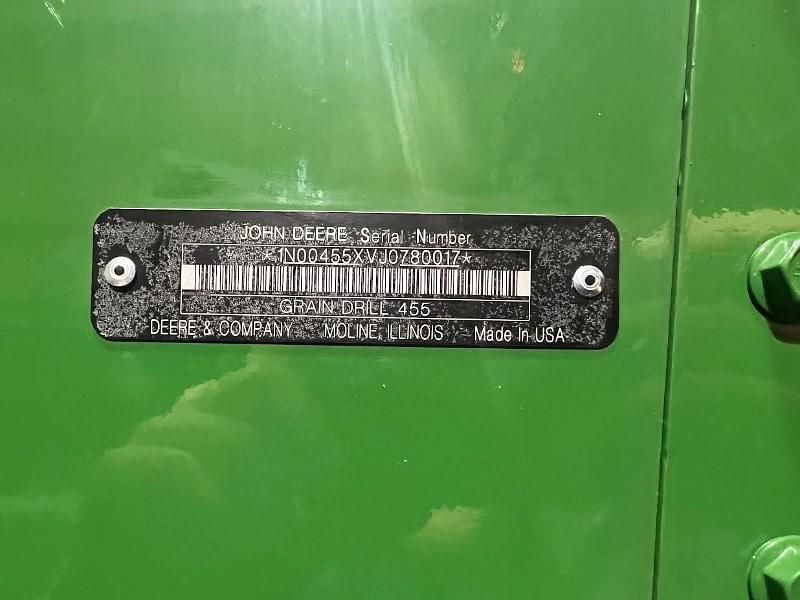 JOHN DEERE Serial Number
*1N00455XVJ0780017*
GRAIN DRILL 455
DEERE & COMPANY MOLINE, ILLINOIS Made In USA